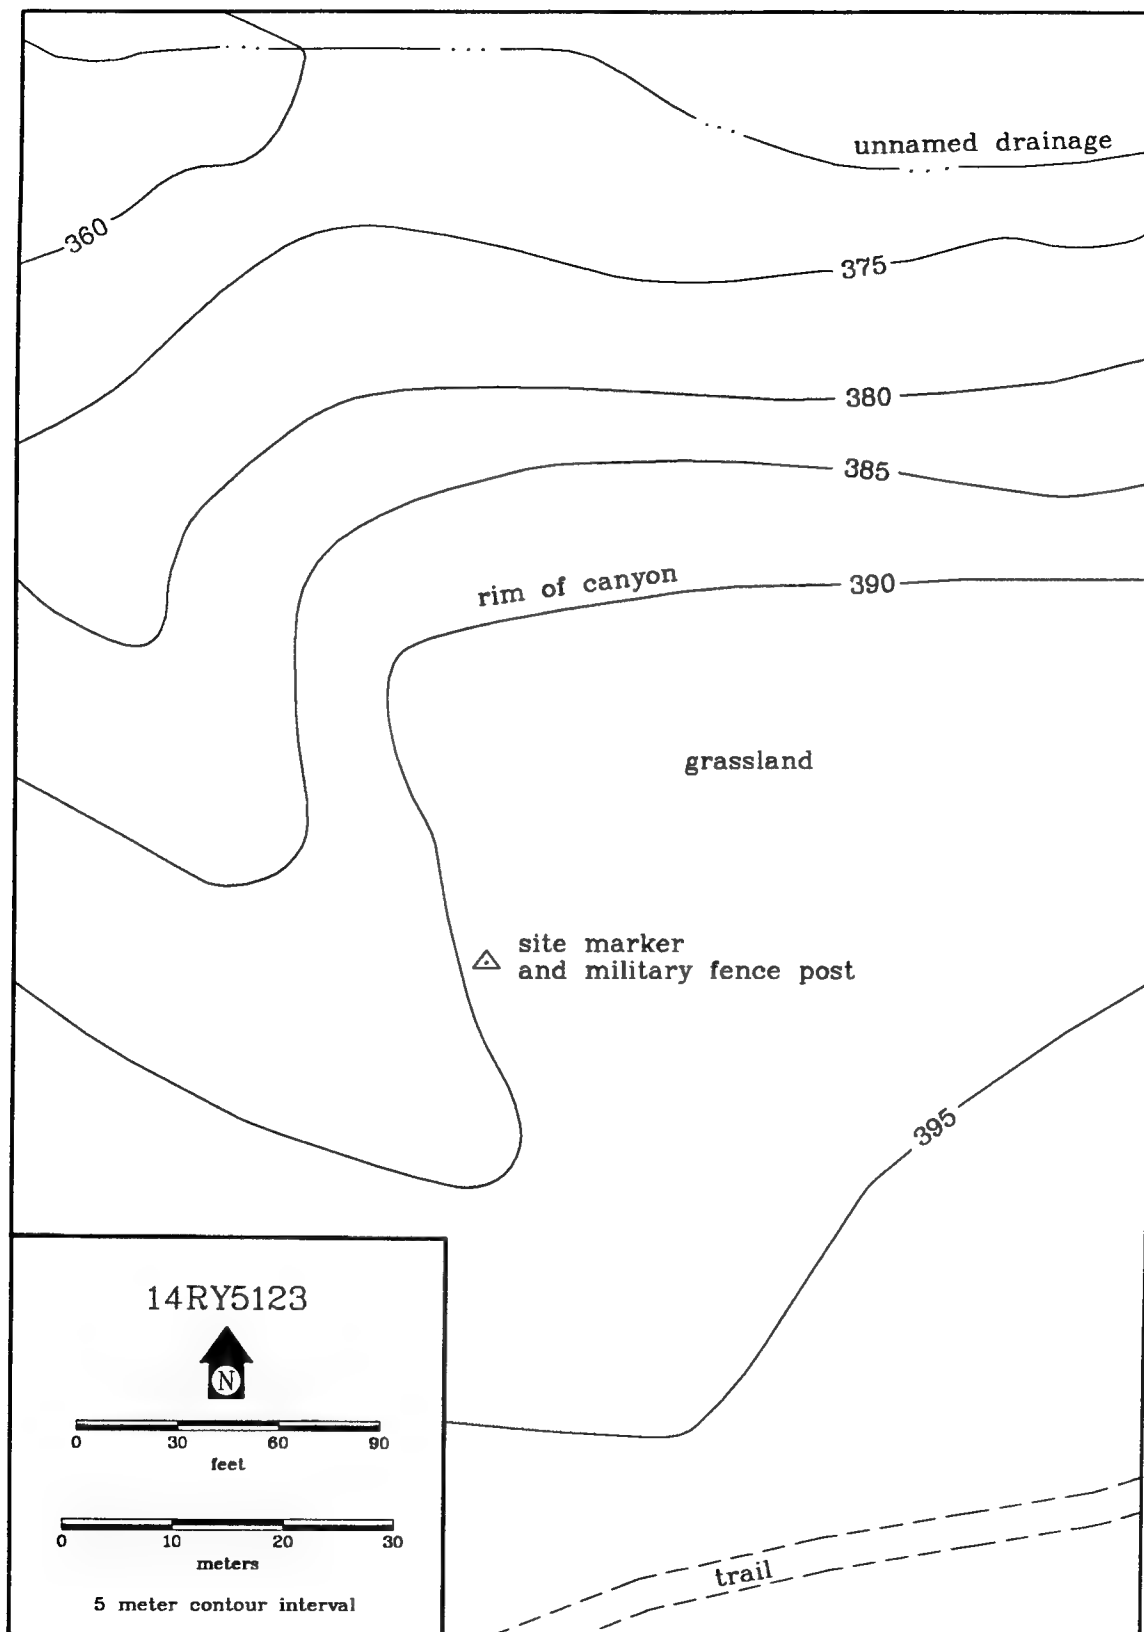 unnamed drainage
360
375
380
385
rim of canyon
390
grassland
site marker
and military fence post
395
14RY5123
N
0 30 60 90
feet
0 10 20 30
meters
5 meter contour interval
trail